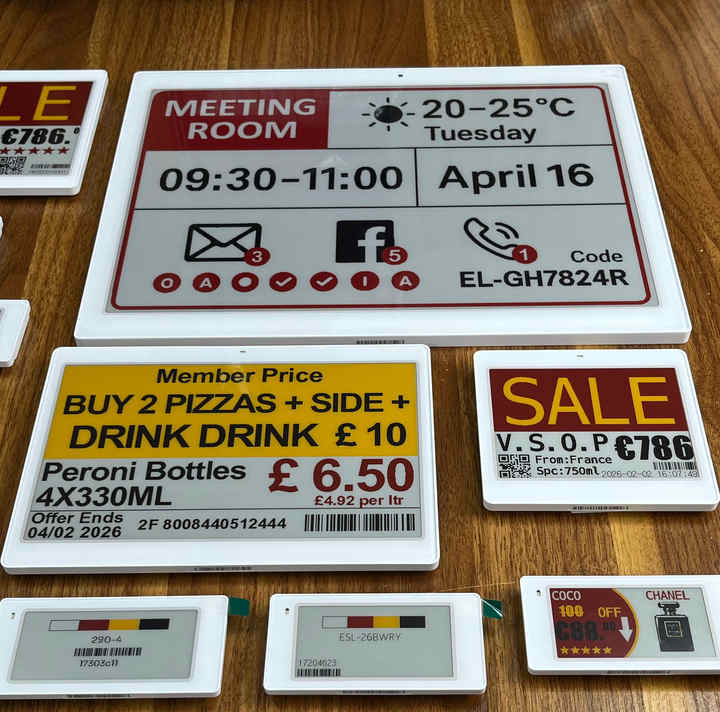 LE
€786.
MEETING
ROOM
20-25°C
Tuesday
09:30-11:00
April 16
3
f
5
1
O A I A
Code
EL-GH7824R
Member Price
BUY 2 PIZZAS + SIDE +
DRINK DRINK £ 10
Peroni Bottles
4X330ML
£ 6.50
£4.92 per ltr
Offer Ends
04/02 2026
2F 8008440512444
SALE
V.S.O.P
€786
From:France
Spc:750ml
2026-02-02 16:07:49
290-4
17303c11
ESL-26BWRY
17204623
COCO
CHANEL
100 OFF